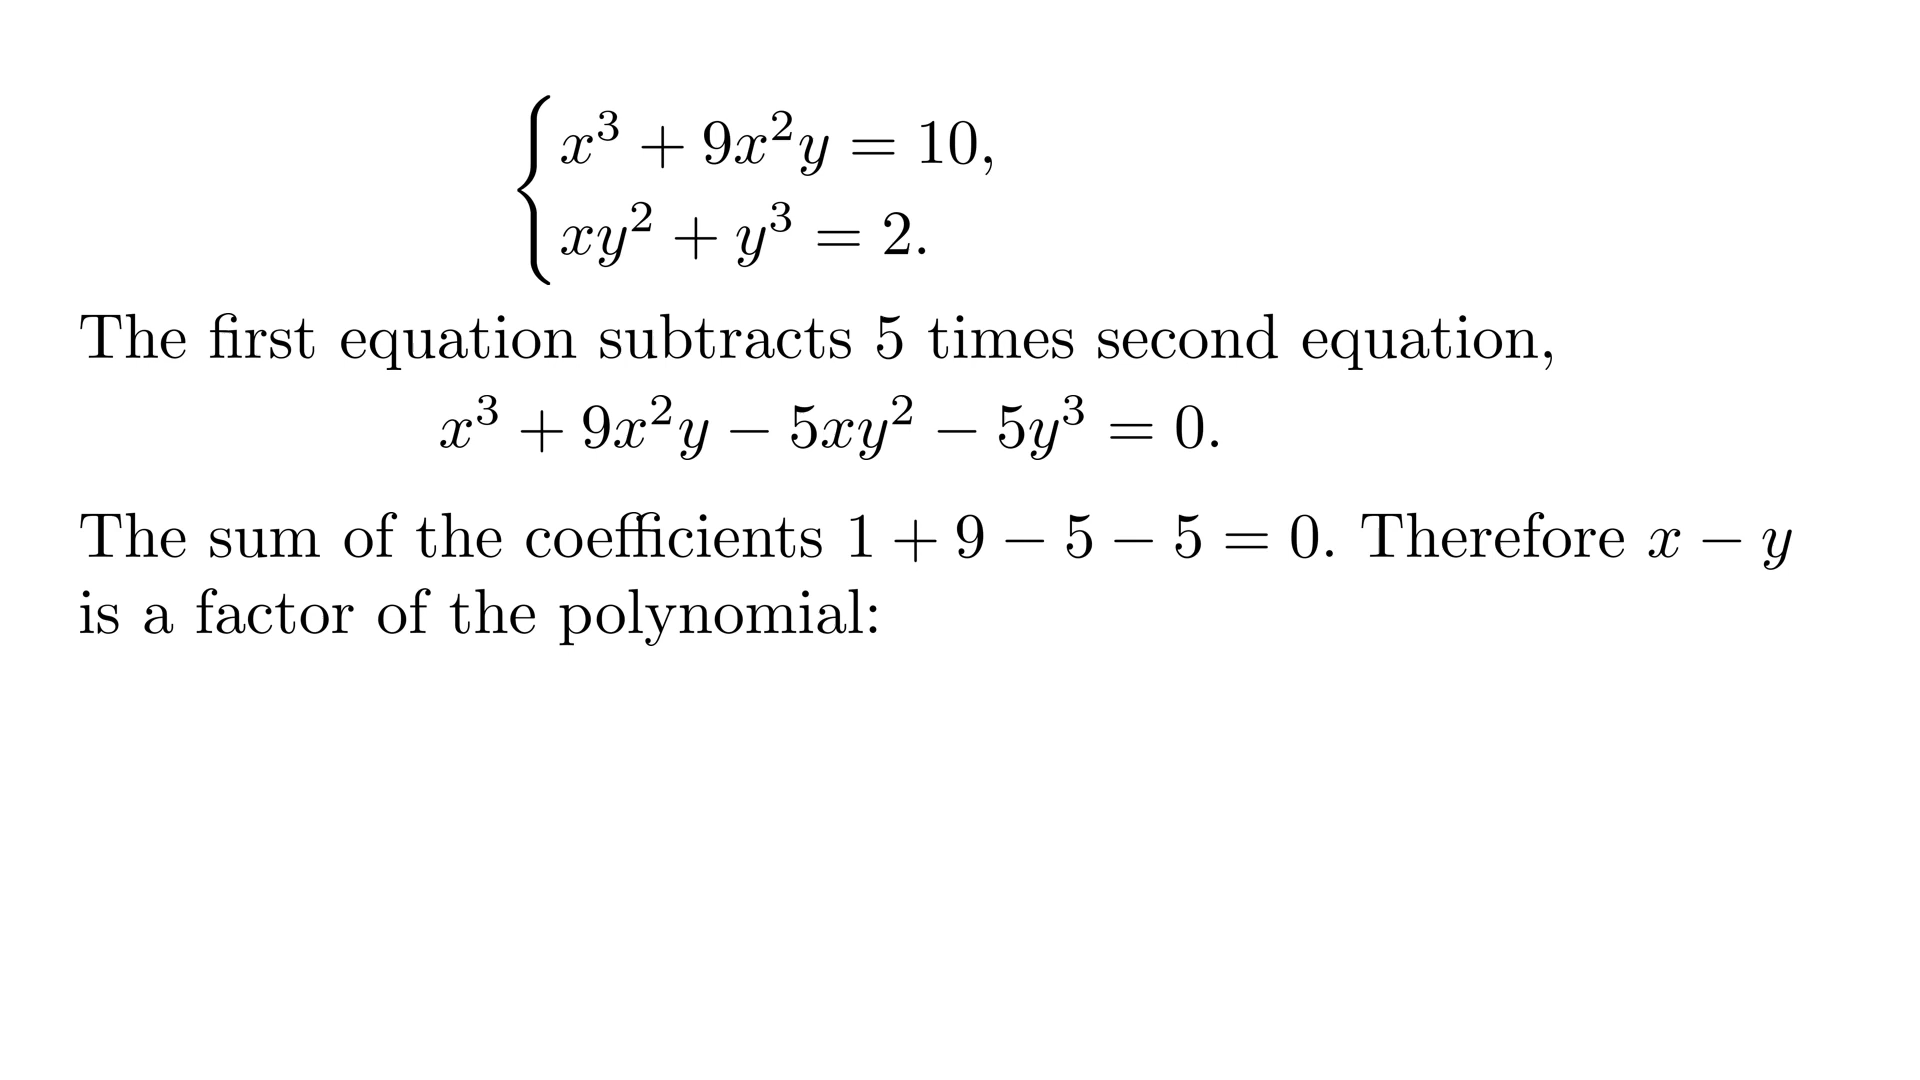 x³ + 9x²y = 10,
xy² + y³ = 2.
The first equation subtracts 5 times second equation,
x³ + 9x²y − 5xy² − 5y³ = 0.
The sum of the coefficients 1 + 9 − 5 − 5 = 0. Therefore x − y
is a factor of the polynomial: